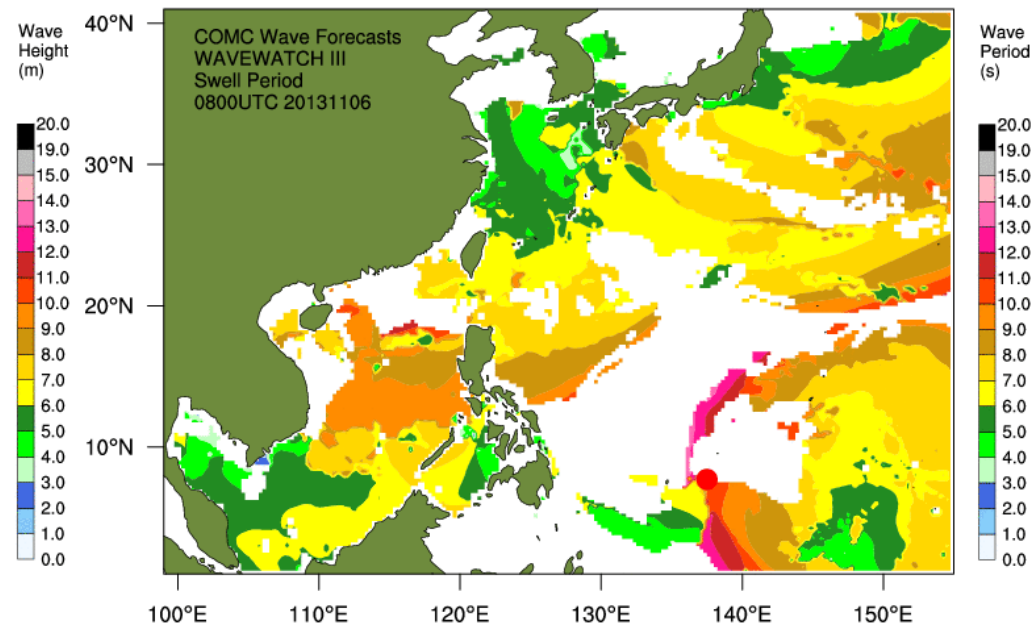 COMC Wave Forecasts
WAVEWATCH III
Swell Period
0800UTC 20131106
Wave
Height
(m)
20.0
19.0
15.0
14.0
13.0
12.0
11.0
10.0
9.0
8.0
7.0
6.0
5.0
4.0
3.0
2.0
1.0
0.0
40°N
30°N
20°N
10°N
100°E
110°E
120°E
130°E
140°E
150°E
Wave
Period
(s)
20.0
19.0
15.0
14.0
13.0
12.0
11.0
10.0
9.0
8.0
7.0
6.0
5.0
4.0
3.0
2.0
1.0
0.0